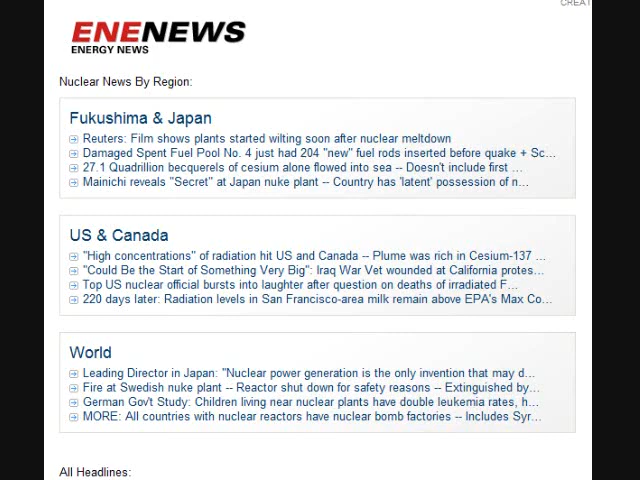 CREAT
ENENEWS
ENERGY NEWS
Nuclear News By Region:
Fukushima & Japan
Reuters: Film shows plants started wilting soon after nuclear meltdown
Damaged Spent Fuel Pool No. 4 just had 204 "new" fuel rods inserted before quake + Sc...
27.1 Quadrillion becquerels of cesium alone flowed into sea -- Doesn't include first ...
Mainichi reveals "Secret" at Japan nuke plant -- Country has 'latent' possession of n...
US & Canada
"High concentrations" of radiation hit US and Canada -- Plume was rich in Cesium-137 ...
"Could Be the Start of Something Very Big": Iraq War Vet wounded at California protes...
Top US nuclear official bursts into laughter after question on deaths of irradiated F...
220 days later: Radiation levels in San Francisco-area milk remain above EPA's Max Co...
World
Leading Director in Japan: "Nuclear power generation is the only invention that may d...
Fire at Swedish nuke plant -- Reactor shut down for safety reasons -- Extinguished by...
German Gov't Study: Children living near nuclear plants have double leukemia rates, h...
MORE: All countries with nuclear reactors have nuclear bomb factories -- Includes Syr...
All Headlines: